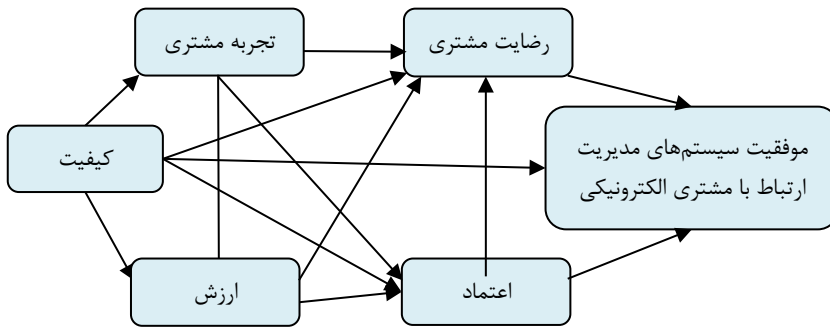 رضایت مشتری
تجربه مشتری
موفقیت سیستم‌های مدیریت
ارتباط با مشتری الکترونیکی
کیفیت
اعتماد
ارزش